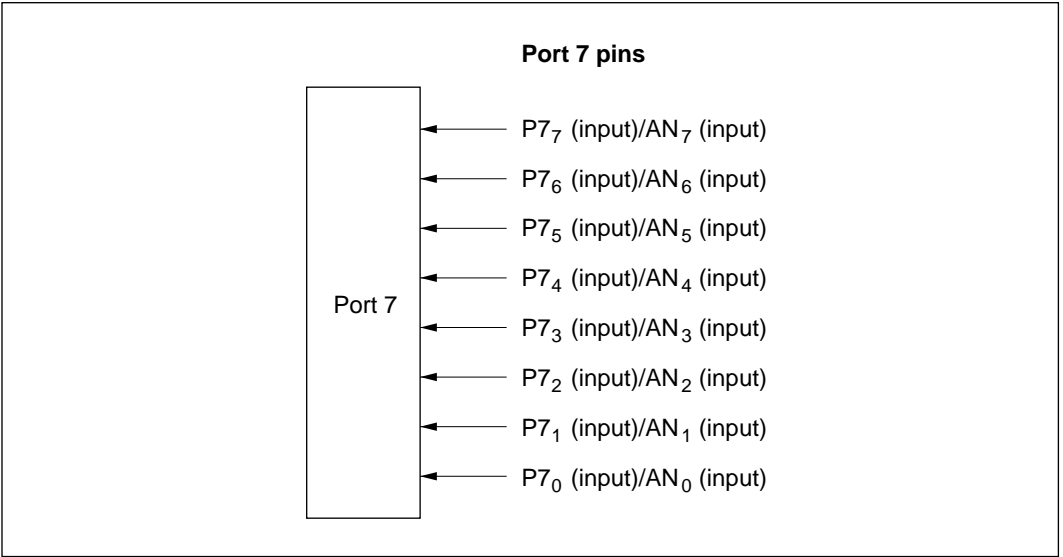 Port 7 pins
P7₇ (input)/AN₇ (input)
P7₆ (input)/AN₆ (input)
P7₅ (input)/AN₅ (input)
P7₄ (input)/AN₄ (input)
Port 7
P7₃ (input)/AN₃ (input)
P7₂ (input)/AN₂ (input)
P7₁ (input)/AN₁ (input)
P7₀ (input)/AN₀ (input)